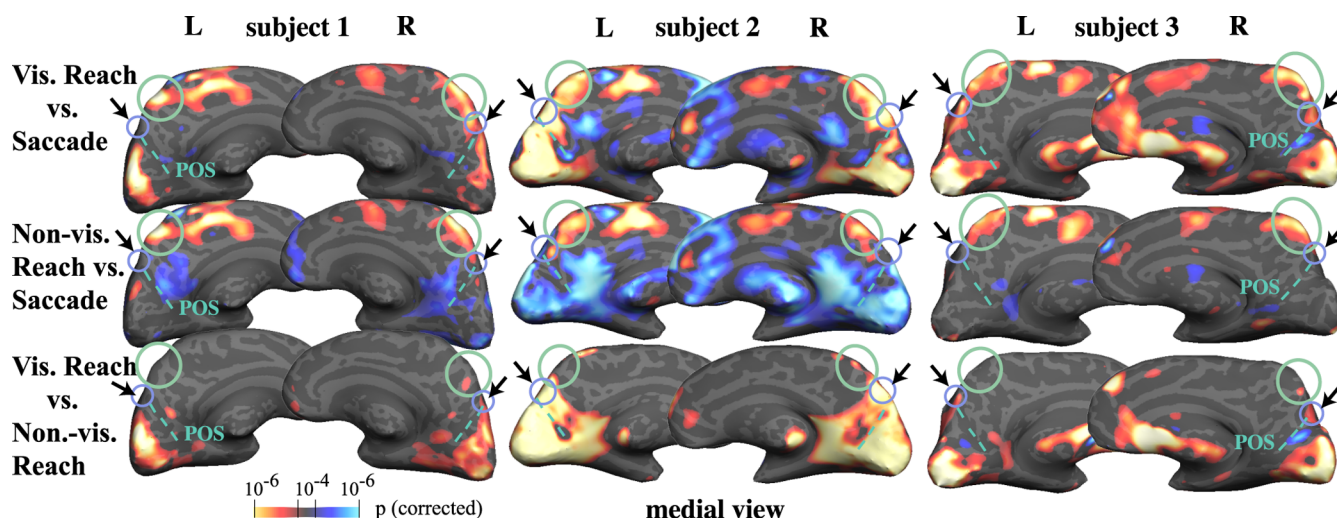 L subject 1 R L subject 2 R L subject 3 R
Vis. Reach
vs.
Saccade
POS
POS
Non-vis.
Reach vs.
Saccade
POS
POS
Vis. Reach
vs.
Non.-vis.
Reach
POS
POS
10-6 10-4 10-6
p (corrected)
medial view